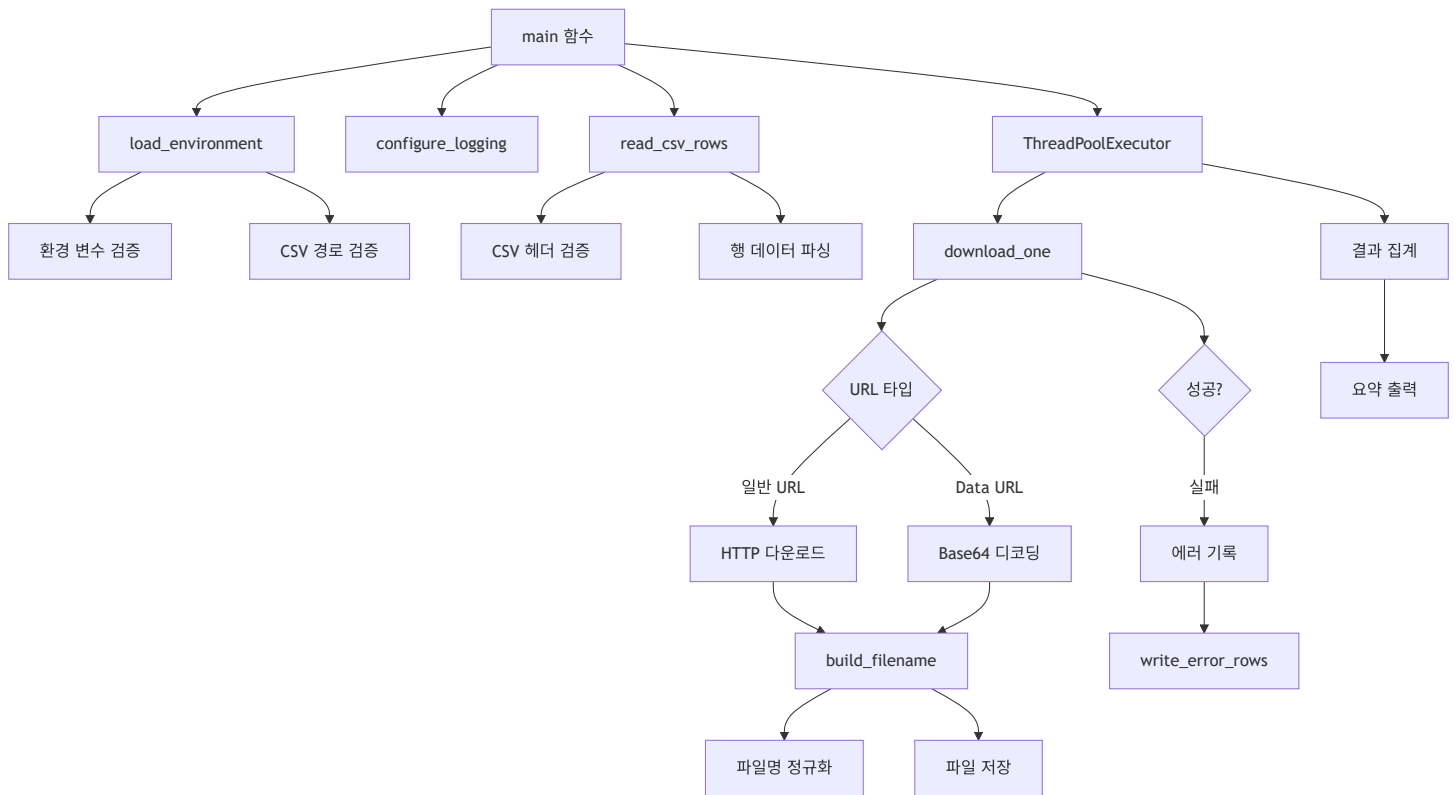 main 함수
load_environment
configure_logging
read_csv_rows
ThreadPoolExecutor
환경 변수 검증
CSV 경로 검증
CSV 헤더 검증
행 데이터 파싱
download_one
결과 집계
URL 타입
성공?
요약 출력
일반 URL
Data URL
실패
HTTP 다운로드
Base64 디코딩
에러 기록
build_filename
write_error_rows
파일명 정규화
파일 저장